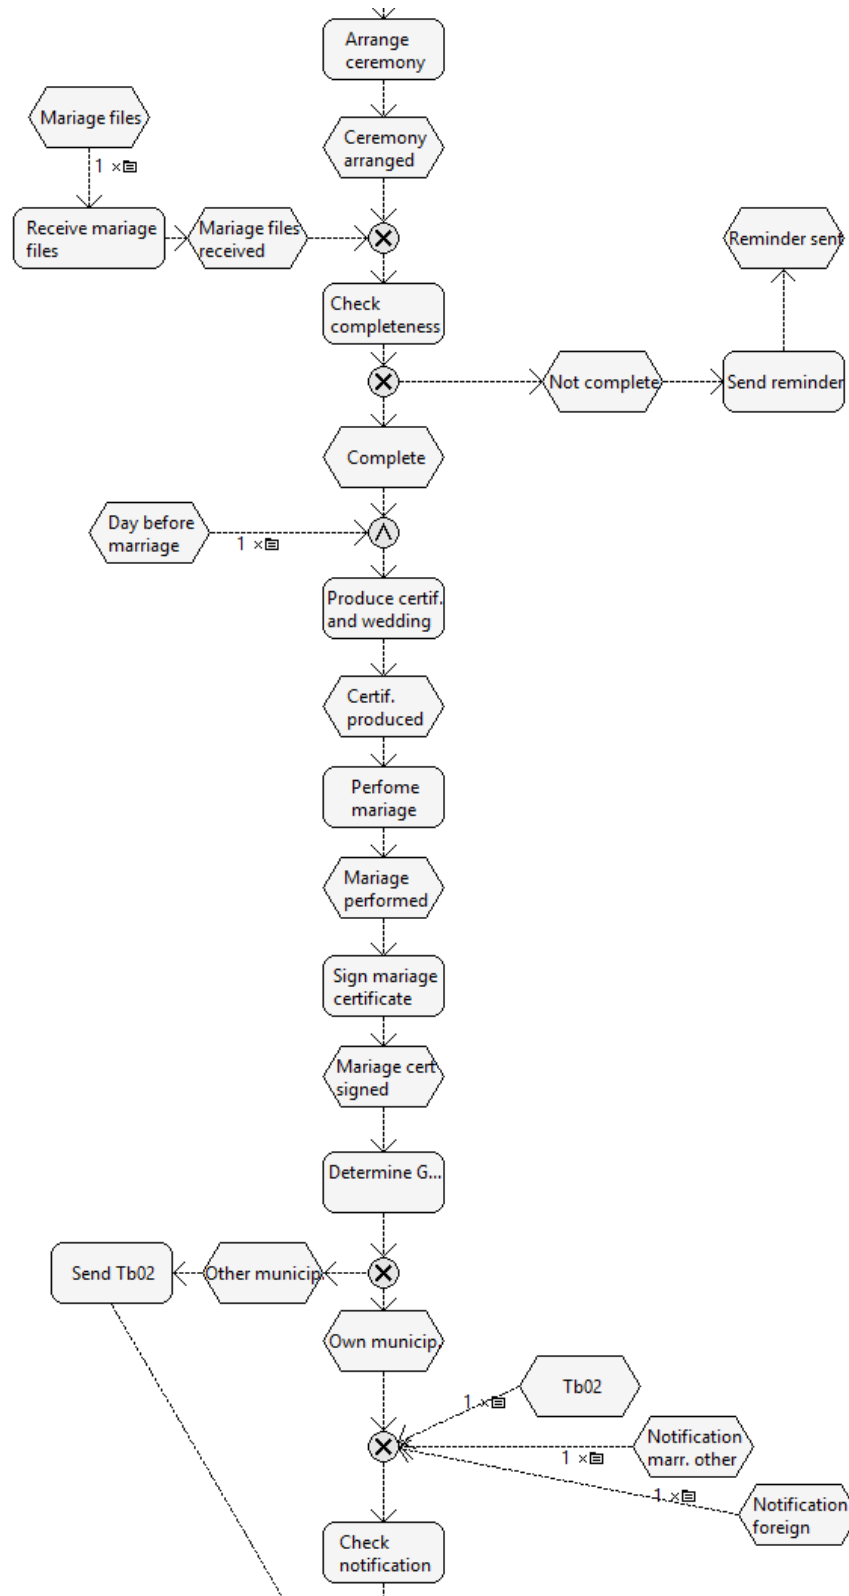 Arrange
ceremony
Mariage files
1 ×
Ceremony
arranged
Receive mariage
files
Mariage files
received
Reminder sent
Check
completeness
Not complete
Send reminder
Complete
Day before
marriage
1 ×
Produce certif.
and wedding
Certif.
produced
Perfome
mariage
Mariage
performed
Sign mariage
certificate
Mariage cert
signed
Determine G...
Send Tb02
Other municip.
Own municip.
Tb02
1 ×
Notification
marr. other
1 ×
Notification
foreign
1 ×
Check
notification